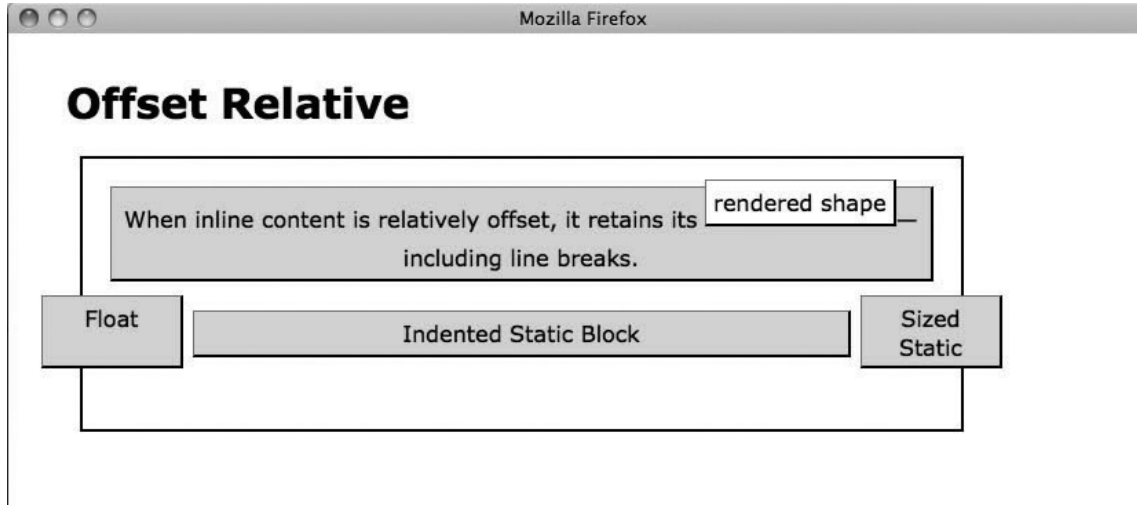 Mozilla Firefox
Offset Relative
When inline content is relatively offset, it retains its rendered shape —
including line breaks.
Float
Indented Static Block
Sized
Static